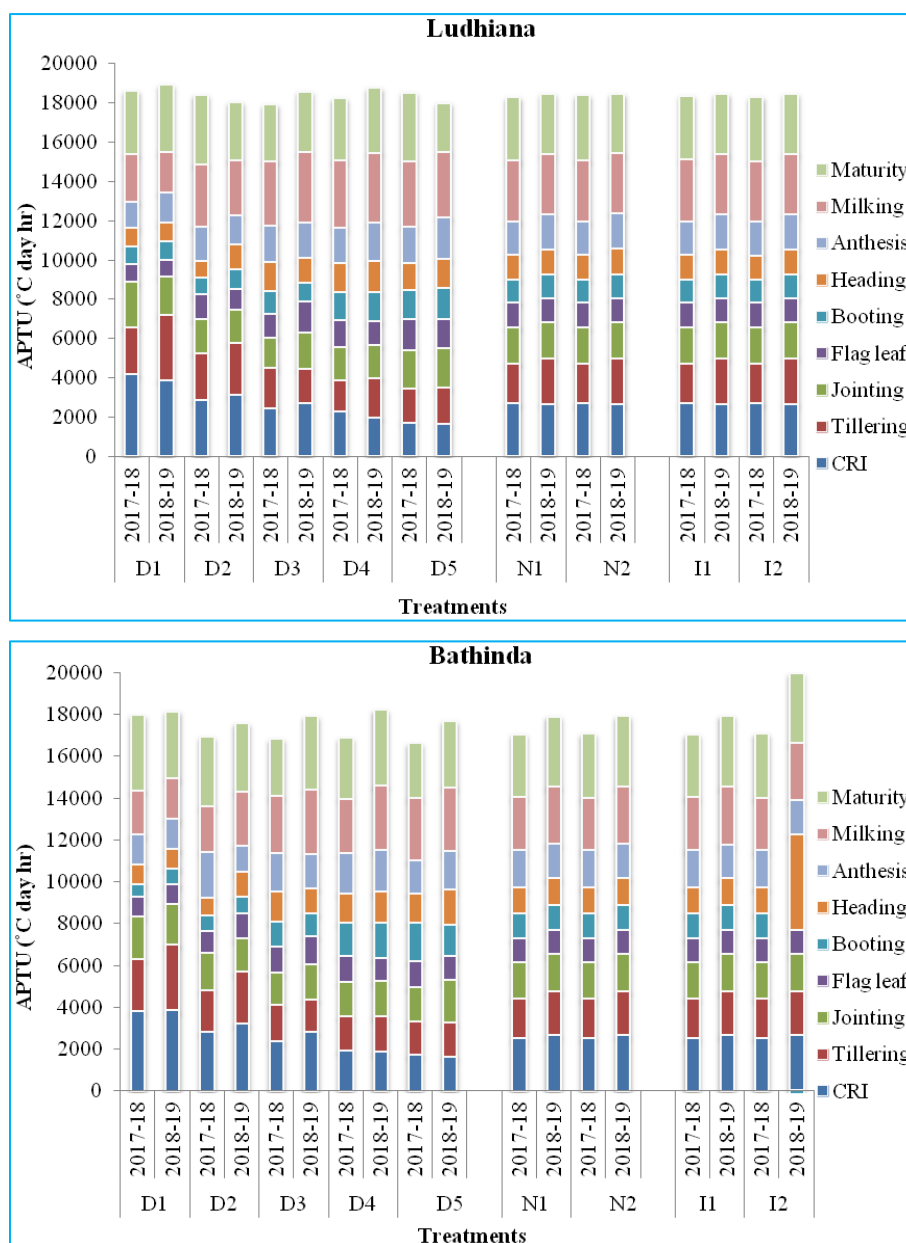 Ludhiana
20000
18000
16000
14000
12000
10000
8000
6000
4000
2000
0
APTU (°C day hr)
Maturity
Milking
Anthesis
Heading
Booting
Flag leaf
Jointing
Tillering
CRI
2017-18 2018-19 2017-18 2018-19 2017-18 2018-19 2017-18 2018-19 2017-18 2018-19 2017-18 2018-19 2017-18 2018-19 2017-18 2018-19 2017-18 2018-19
D1 D2 D3 D4 D5 N1 N2 I1 I2
Treatments
Bathinda
20000
18000
16000
14000
12000
10000
8000
6000
4000
2000
0
APTU (°C day hr)
Maturity
Milking
Anthesis
Heading
Booting
Flag leaf
Jointing
Tillering
CRI
2017-18 2018-19 2017-18 2018-19 2017-18 2018-19 2017-18 2018-19 2017-18 2018-19 2017-18 2018-19 2017-18 2018-19 2017-18 2018-19 2017-18 2018-19
D1 D2 D3 D4 D5 N1 N2 I1 I2
Treatments